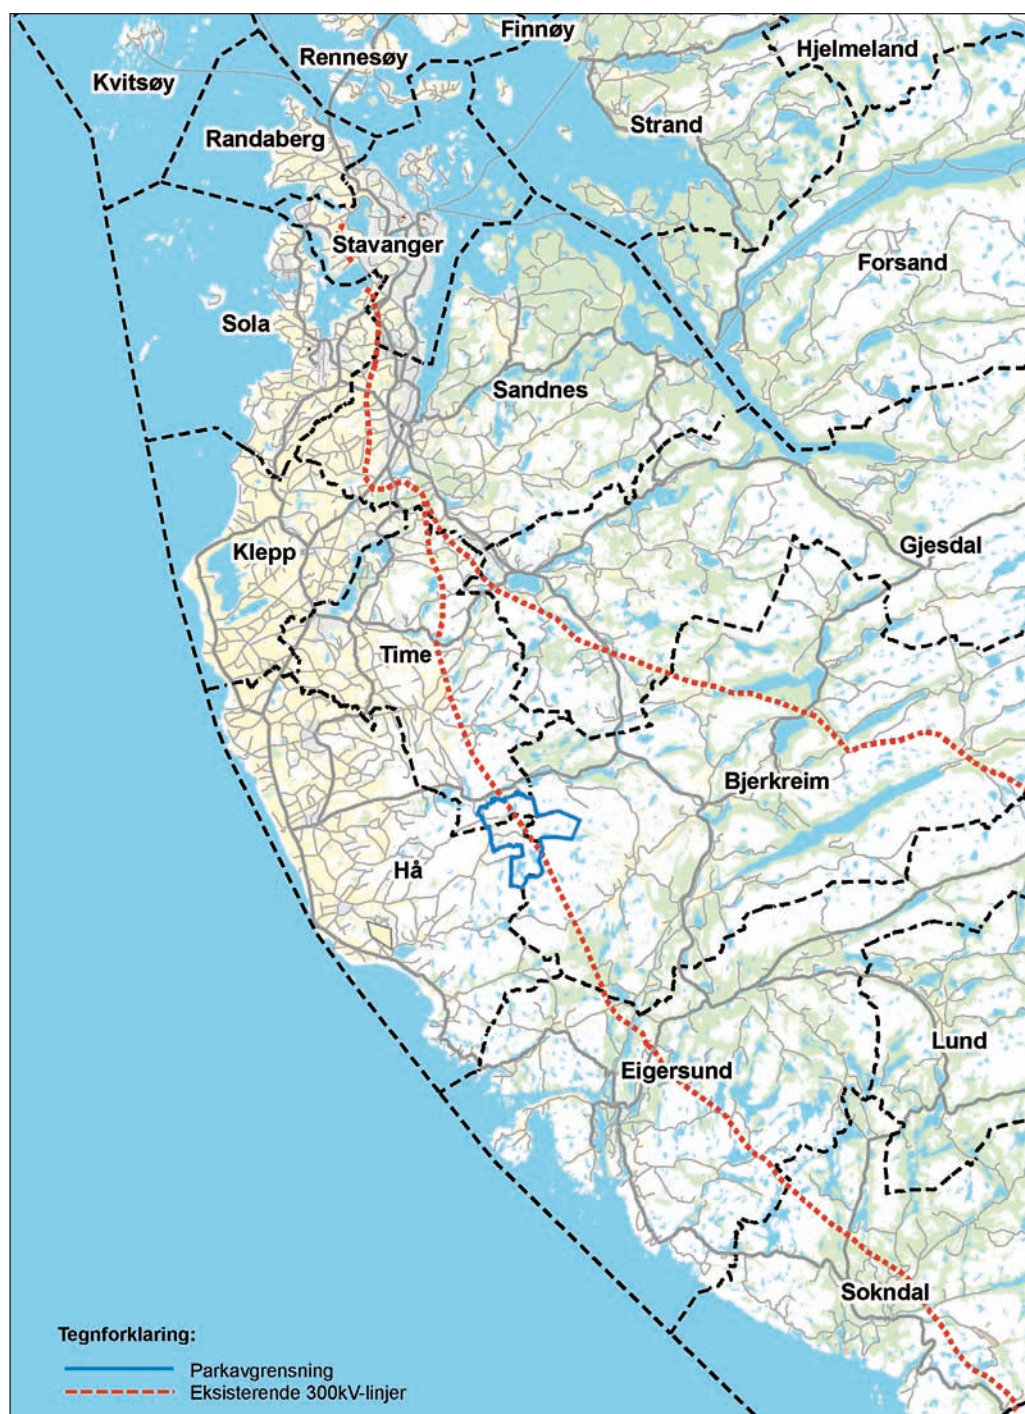 Finnøy
Hjelmeland
Rennesøy
Kvitsøy
Strand
Randaberg
Stavanger
Forsand
Sola
Sandnes
Klepp
Gjesdal
Time
Bjerkreim
Hå
Lund
Eigersund
Sokndal
Tegnforklaring:
Parkavgrensning
Eksisterende 300kV-linjer